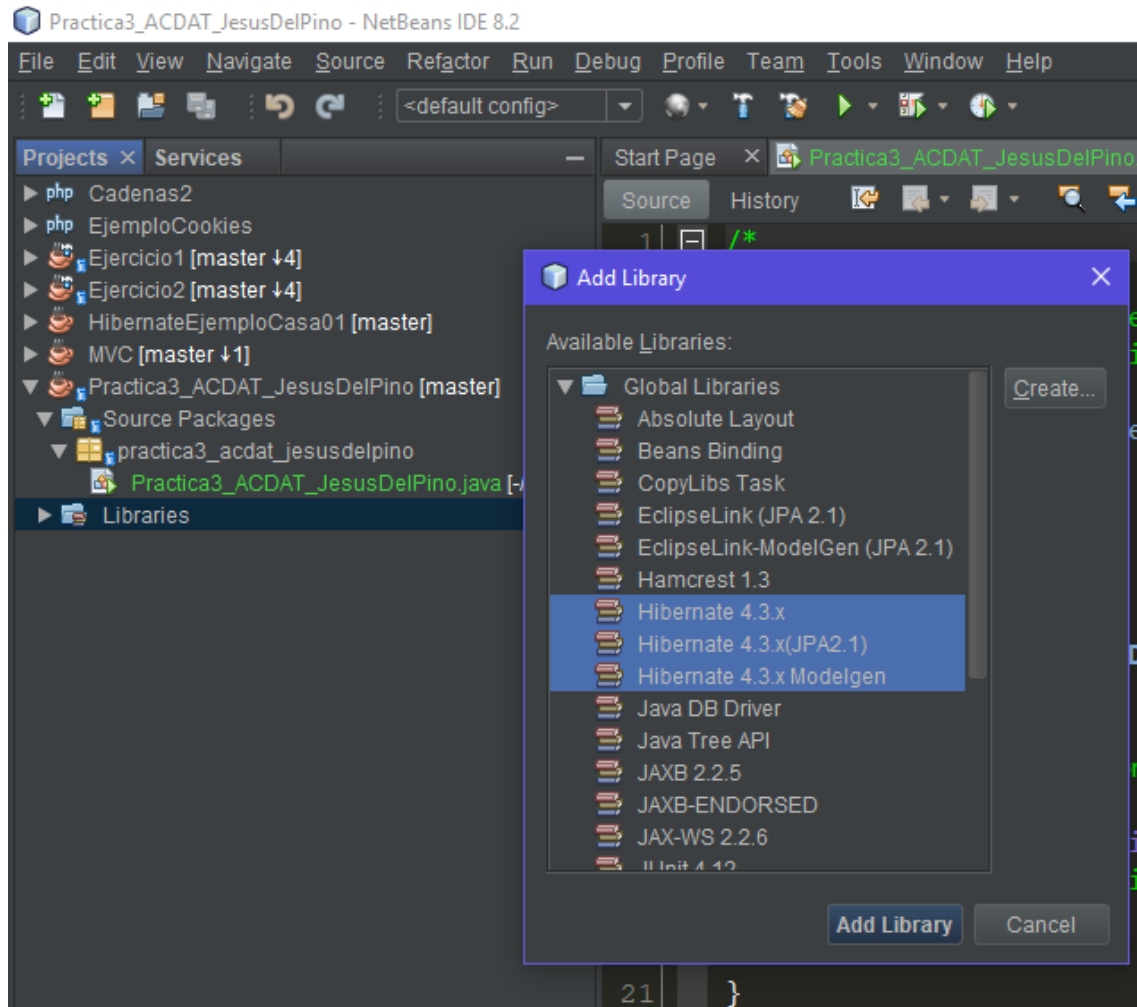 Practica3_ACDAT_JesusDelPino - NetBeans IDE 8.2
File Edit View Navigate Source Refactor Run Debug Profile Team Tools Window Help
<default config>
Projects Services
Start Page Practica3_ACDAT_JesusDelPino
Source History
php Cadenas2
php EjemploCookies
Ejercicio1 [master ↓4]
Ejercicio2 [master ↓4]
HibernateEjemploCasa01 [master]
MVC [master ↓1]
Practica3_ACDAT_JesusDelPino [master]
Source Packages
practica3_acdat_jesusdelpino
Practica3_ACDAT_JesusDelPino.java [-/
Libraries
1 /*
Add Library
Available Libraries:
Global Libraries
Create...
Absolute Layout
Beans Binding
CopyLibs Task
EclipseLink (JPA 2.1)
EclipseLink-ModelGen (JPA 2.1)
Hamcrest 1.3
Hibernate 4.3.x
Hibernate 4.3.x(JPA2.1)
Hibernate 4.3.x Modelgen
Java DB Driver
Java Tree API
JAXB 2.2.5
JAXB-ENDORSED
JAX-WS 2.2.6
JUnit 4.12
Add Library Cancel
21 }